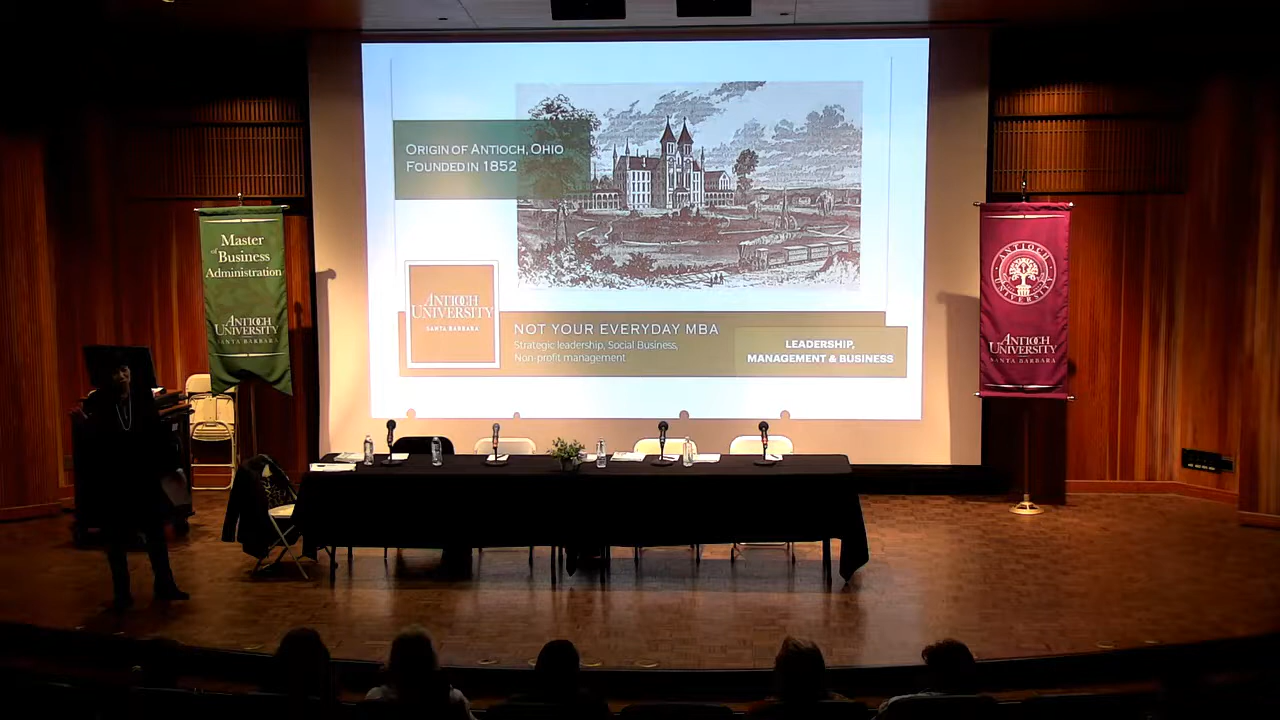 ORIGIN OF ANTIOCH, OHIO
FOUNDED IN 1852
Master
of Business
Administration
ANTIOCH
UNIVERSITY
SANTA BARBARA
ANTIOCH
UNIVERSITY
SANTA BARBARA
NOT YOUR EVERYDAY MBA
Strategic leadership, Social Business,
Non-profit management
LEADERSHIP,
MANAGEMENT & BUSINESS
ANTIOCH
UNIVERSITY
ANTIOCH
UNIVERSITY
SANTA BARBARA